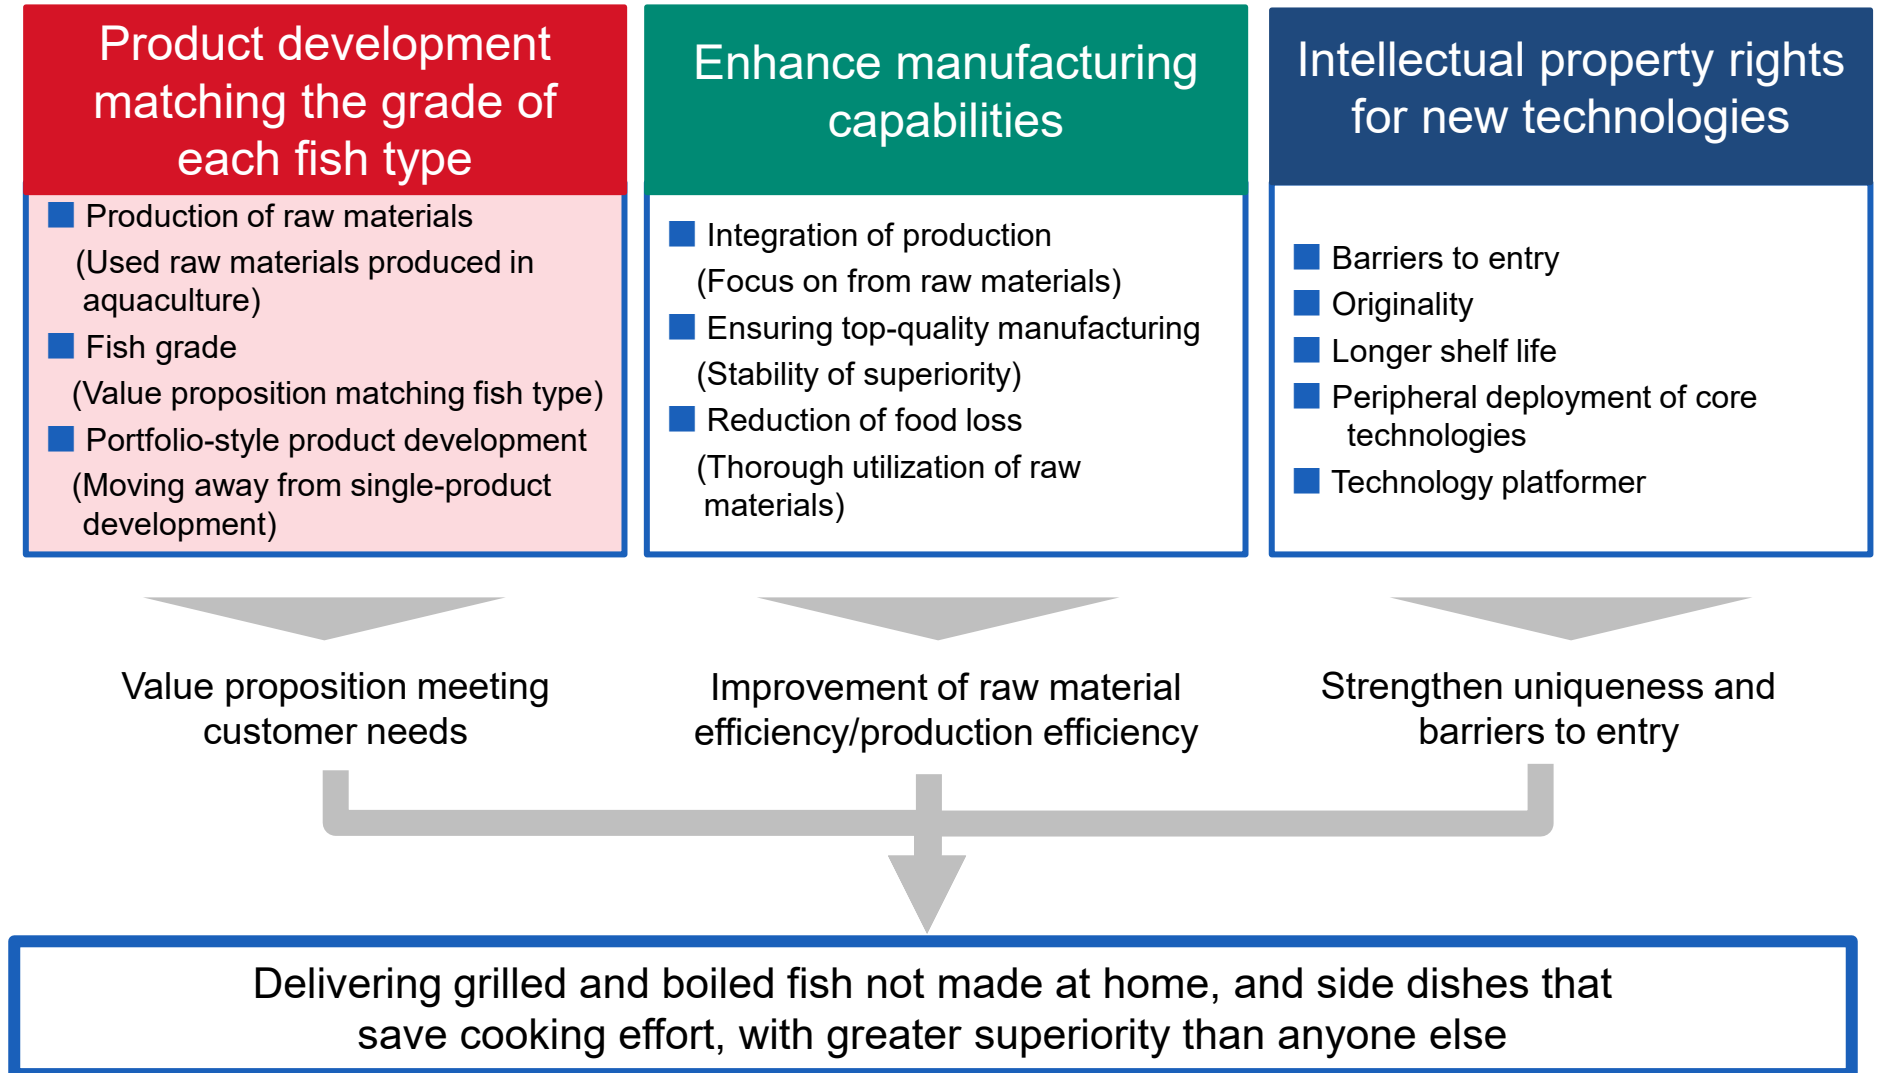 Product development
matching the grade of
each fish type
■ Production of raw materials
(Used raw materials produced in
aquaculture)
■ Fish grade
(Value proposition matching fish type)
■ Portfolio-style product development
(Moving away from single-product
development)
Enhance manufacturing
capabilities
■ Integration of production
(Focus on from raw materials)
■ Ensuring top-quality manufacturing
(Stability of superiority)
■ Reduction of food loss
(Thorough utilization of raw
materials)
Intellectual property rights
for new technologies
■ Barriers to entry
■ Originality
■ Longer shelf life
■ Peripheral deployment of core
technologies
■ Technology platformer
Value proposition meeting
customer needs
Improvement of raw material
efficiency/production efficiency
Strengthen uniqueness and
barriers to entry
Delivering grilled and boiled fish not made at home, and side dishes that
save cooking effort, with greater superiority than anyone else